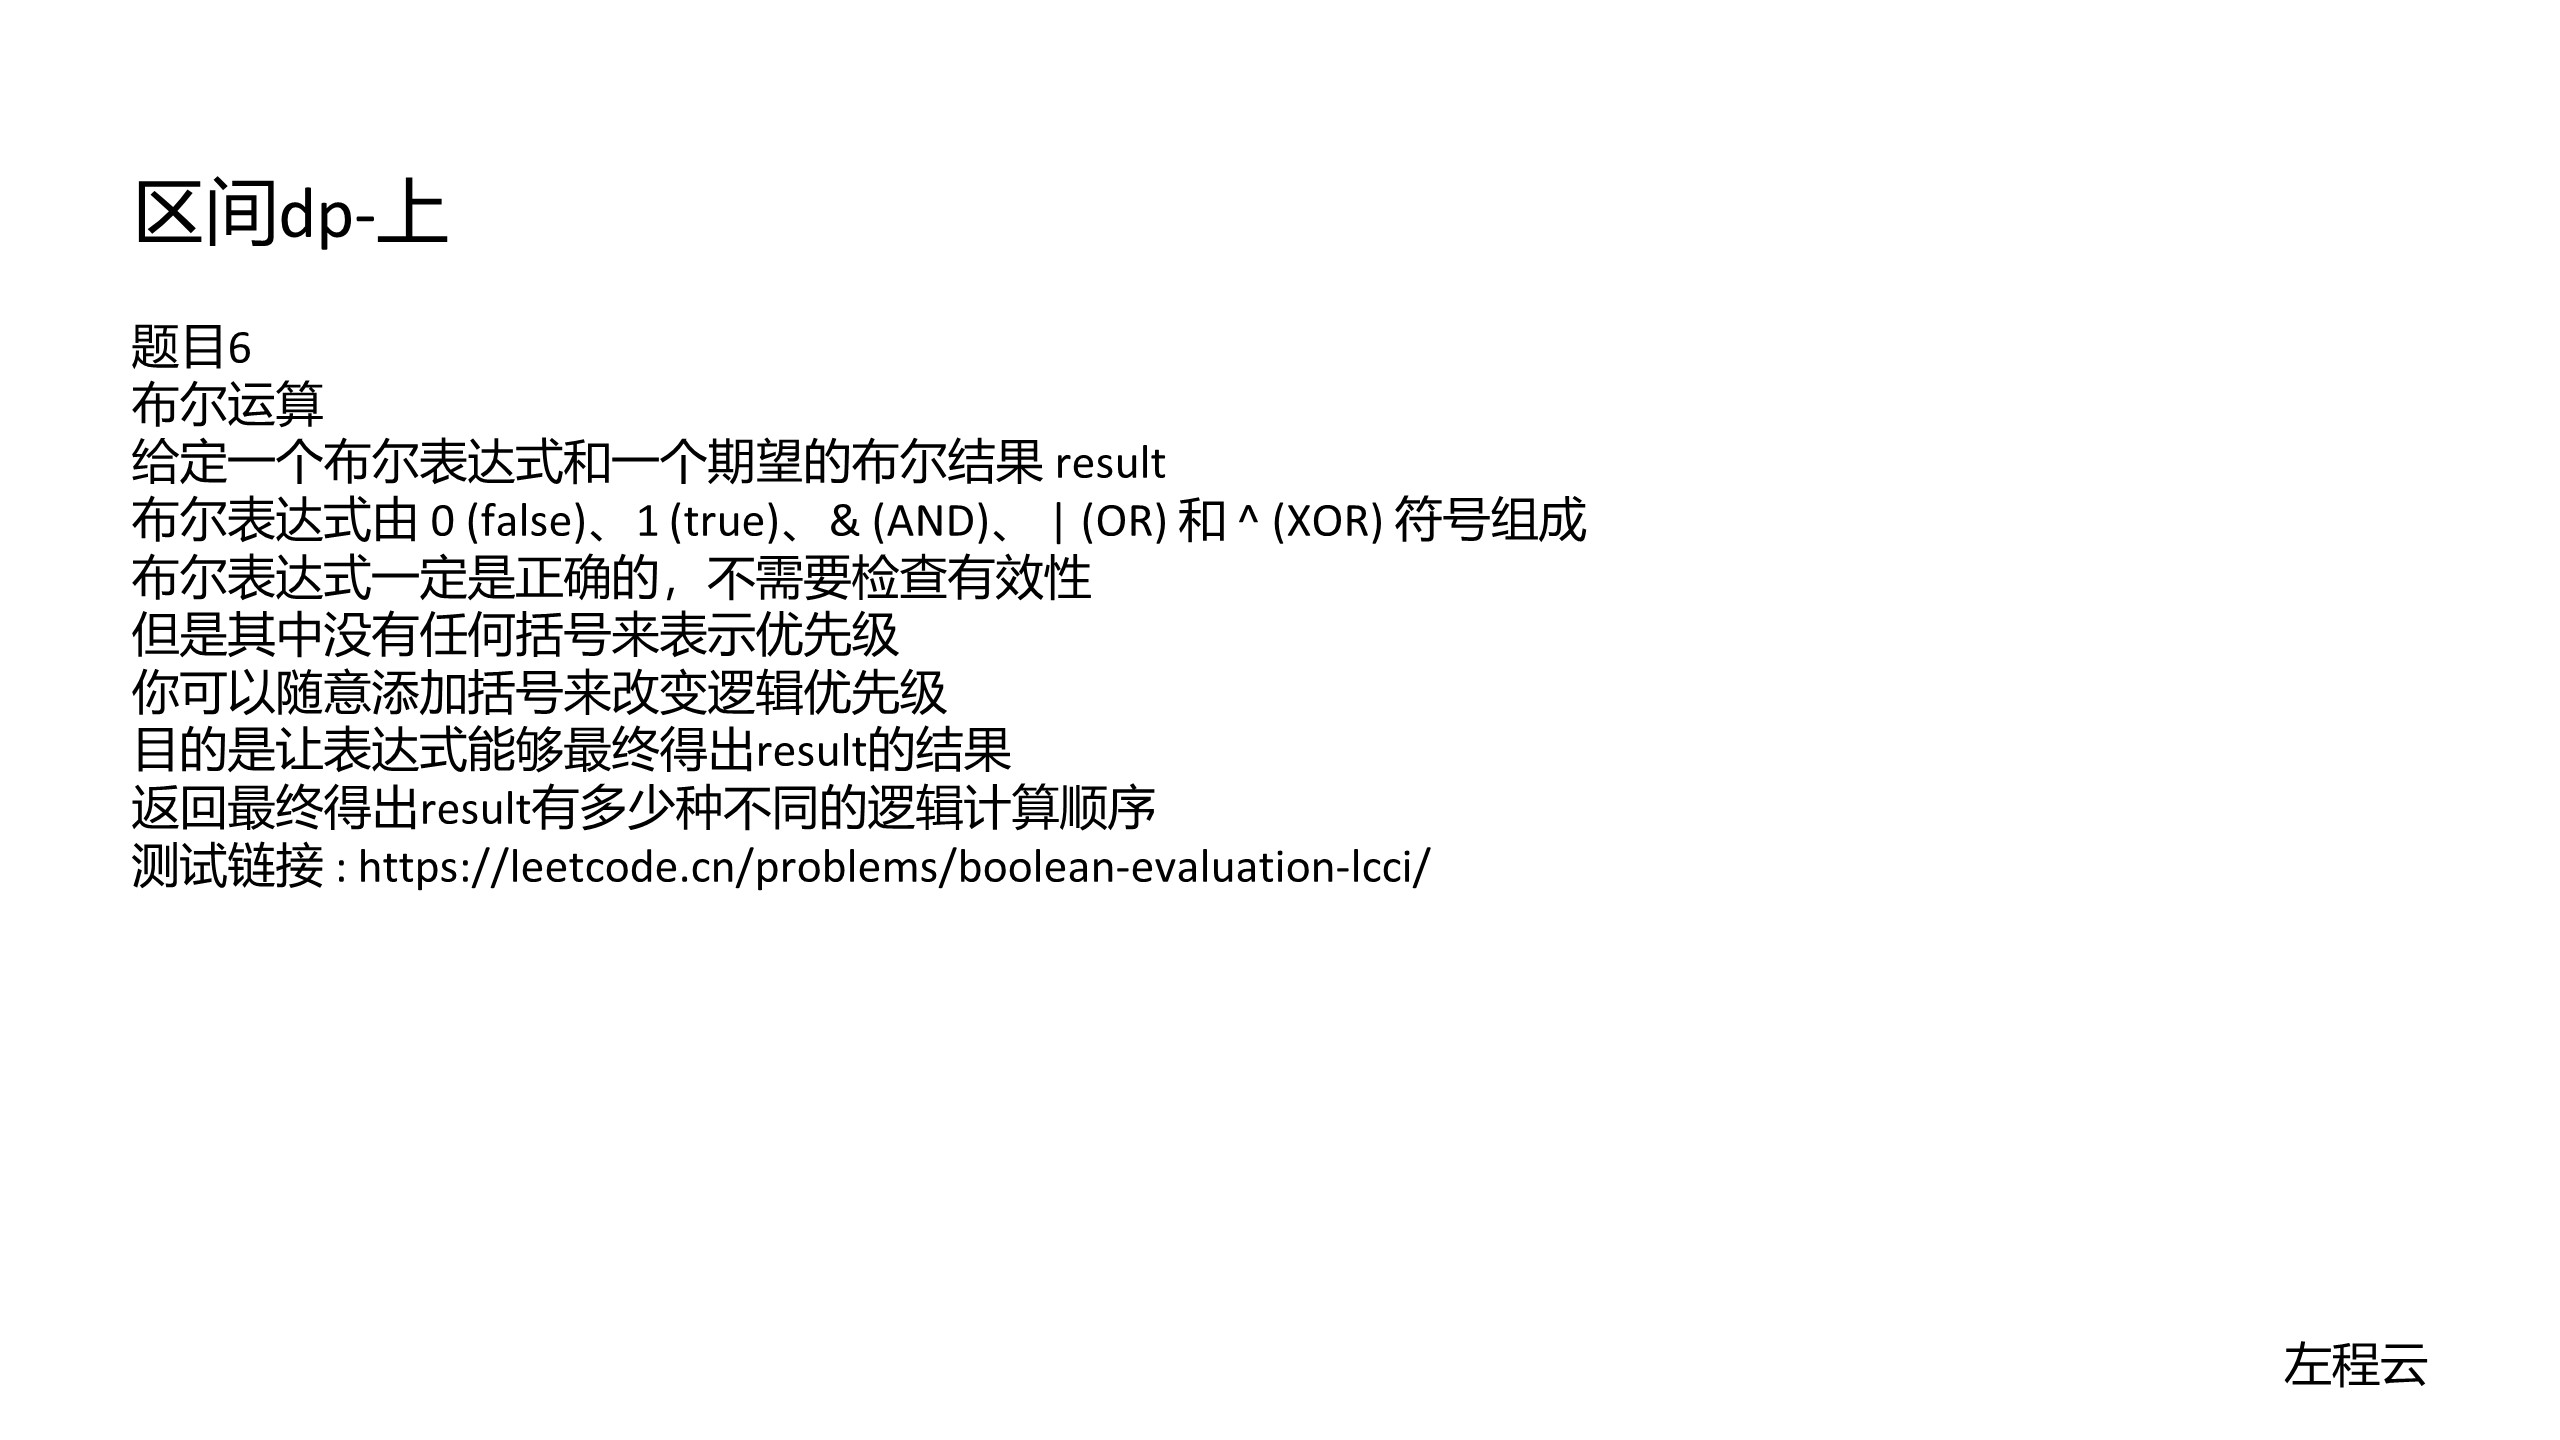 区间dp-上
题目6
布尔运算
给定一个布尔表达式和一个期望的布尔结果 result
布尔表达式由 0 (false)、1 (true)、& (AND)、 | (OR) 和 ^ (XOR) 符号组成
布尔表达式一定是正确的，不需要检查有效性
但是其中没有任何括号来表示优先级
你可以随意添加括号来改变逻辑优先级
目的是让表达式能够最终得出result的结果
返回最终得出result有多少种不同的逻辑计算顺序
测试链接 : https://leetcode.cn/problems/boolean-evaluation-lcci/
左程云